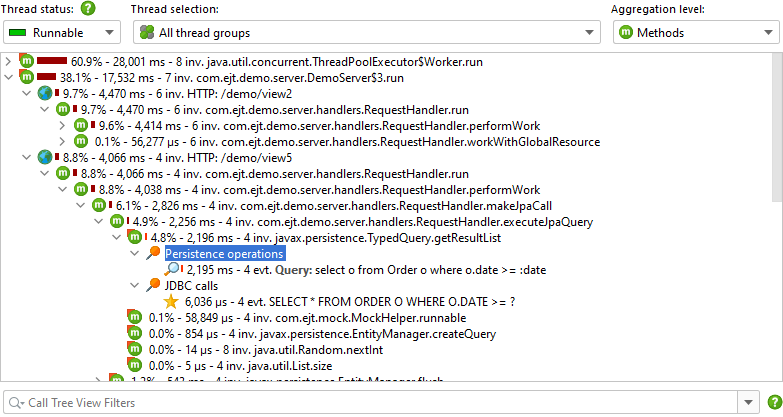 Thread status:
Thread selection:
Aggregation level:
Runnable
All thread groups
Methods
60.9% - 28,001 ms - 8 inv. java.util.concurrent.ThreadPoolExecutor$Worker.run
38.1% - 17,532 ms - 7 inv. com.ejt.demo.server.DemoServer$3.run
9.7% - 4,470 ms - 6 inv. HTTP: /demo/view2
9.7% - 4,470 ms - 6 inv. com.ejt.demo.server.handlers.RequestHandler.run
9.6% - 4,414 ms - 6 inv. com.ejt.demo.server.handlers.RequestHandler.performWork
0.1% - 56,277 µs - 6 inv. com.ejt.demo.server.handlers.RequestHandler.workWithGlobalResource
8.8% - 4,066 ms - 4 inv. HTTP: /demo/view5
8.8% - 4,066 ms - 4 inv. com.ejt.demo.server.handlers.RequestHandler.run
8.8% - 4,038 ms - 4 inv. com.ejt.demo.server.handlers.RequestHandler.performWork
6.1% - 2,826 ms - 4 inv. com.ejt.demo.server.handlers.RequestHandler.makeJpaCall
4.9% - 2,256 ms - 4 inv. com.ejt.demo.server.handlers.RequestHandler.executeJpaQuery
4.8% - 2,196 ms - 4 inv. javax.persistence.TypedQuery.getResultList
Persistence operations
2,195 ms - 4 evt. Query: select o from Order o where o.date >= :date
JDBC calls
6,036 µs - 4 evt. SELECT * FROM ORDER O WHERE O.DATE >= ?
0.1% - 58,849 µs - 4 inv. com.ejt.mock.MockHelper.runnable
0.0% - 854 µs - 4 inv. javax.persistence.EntityManager.createQuery
0.0% - 14 µs - 8 inv. java.util.Random.nextInt
0.0% - 5 µs - 4 inv. java.util.List.size
1.2% - 543 ms - 4 inv. javax.persistence.EntityManager.flush
Call Tree View Filters